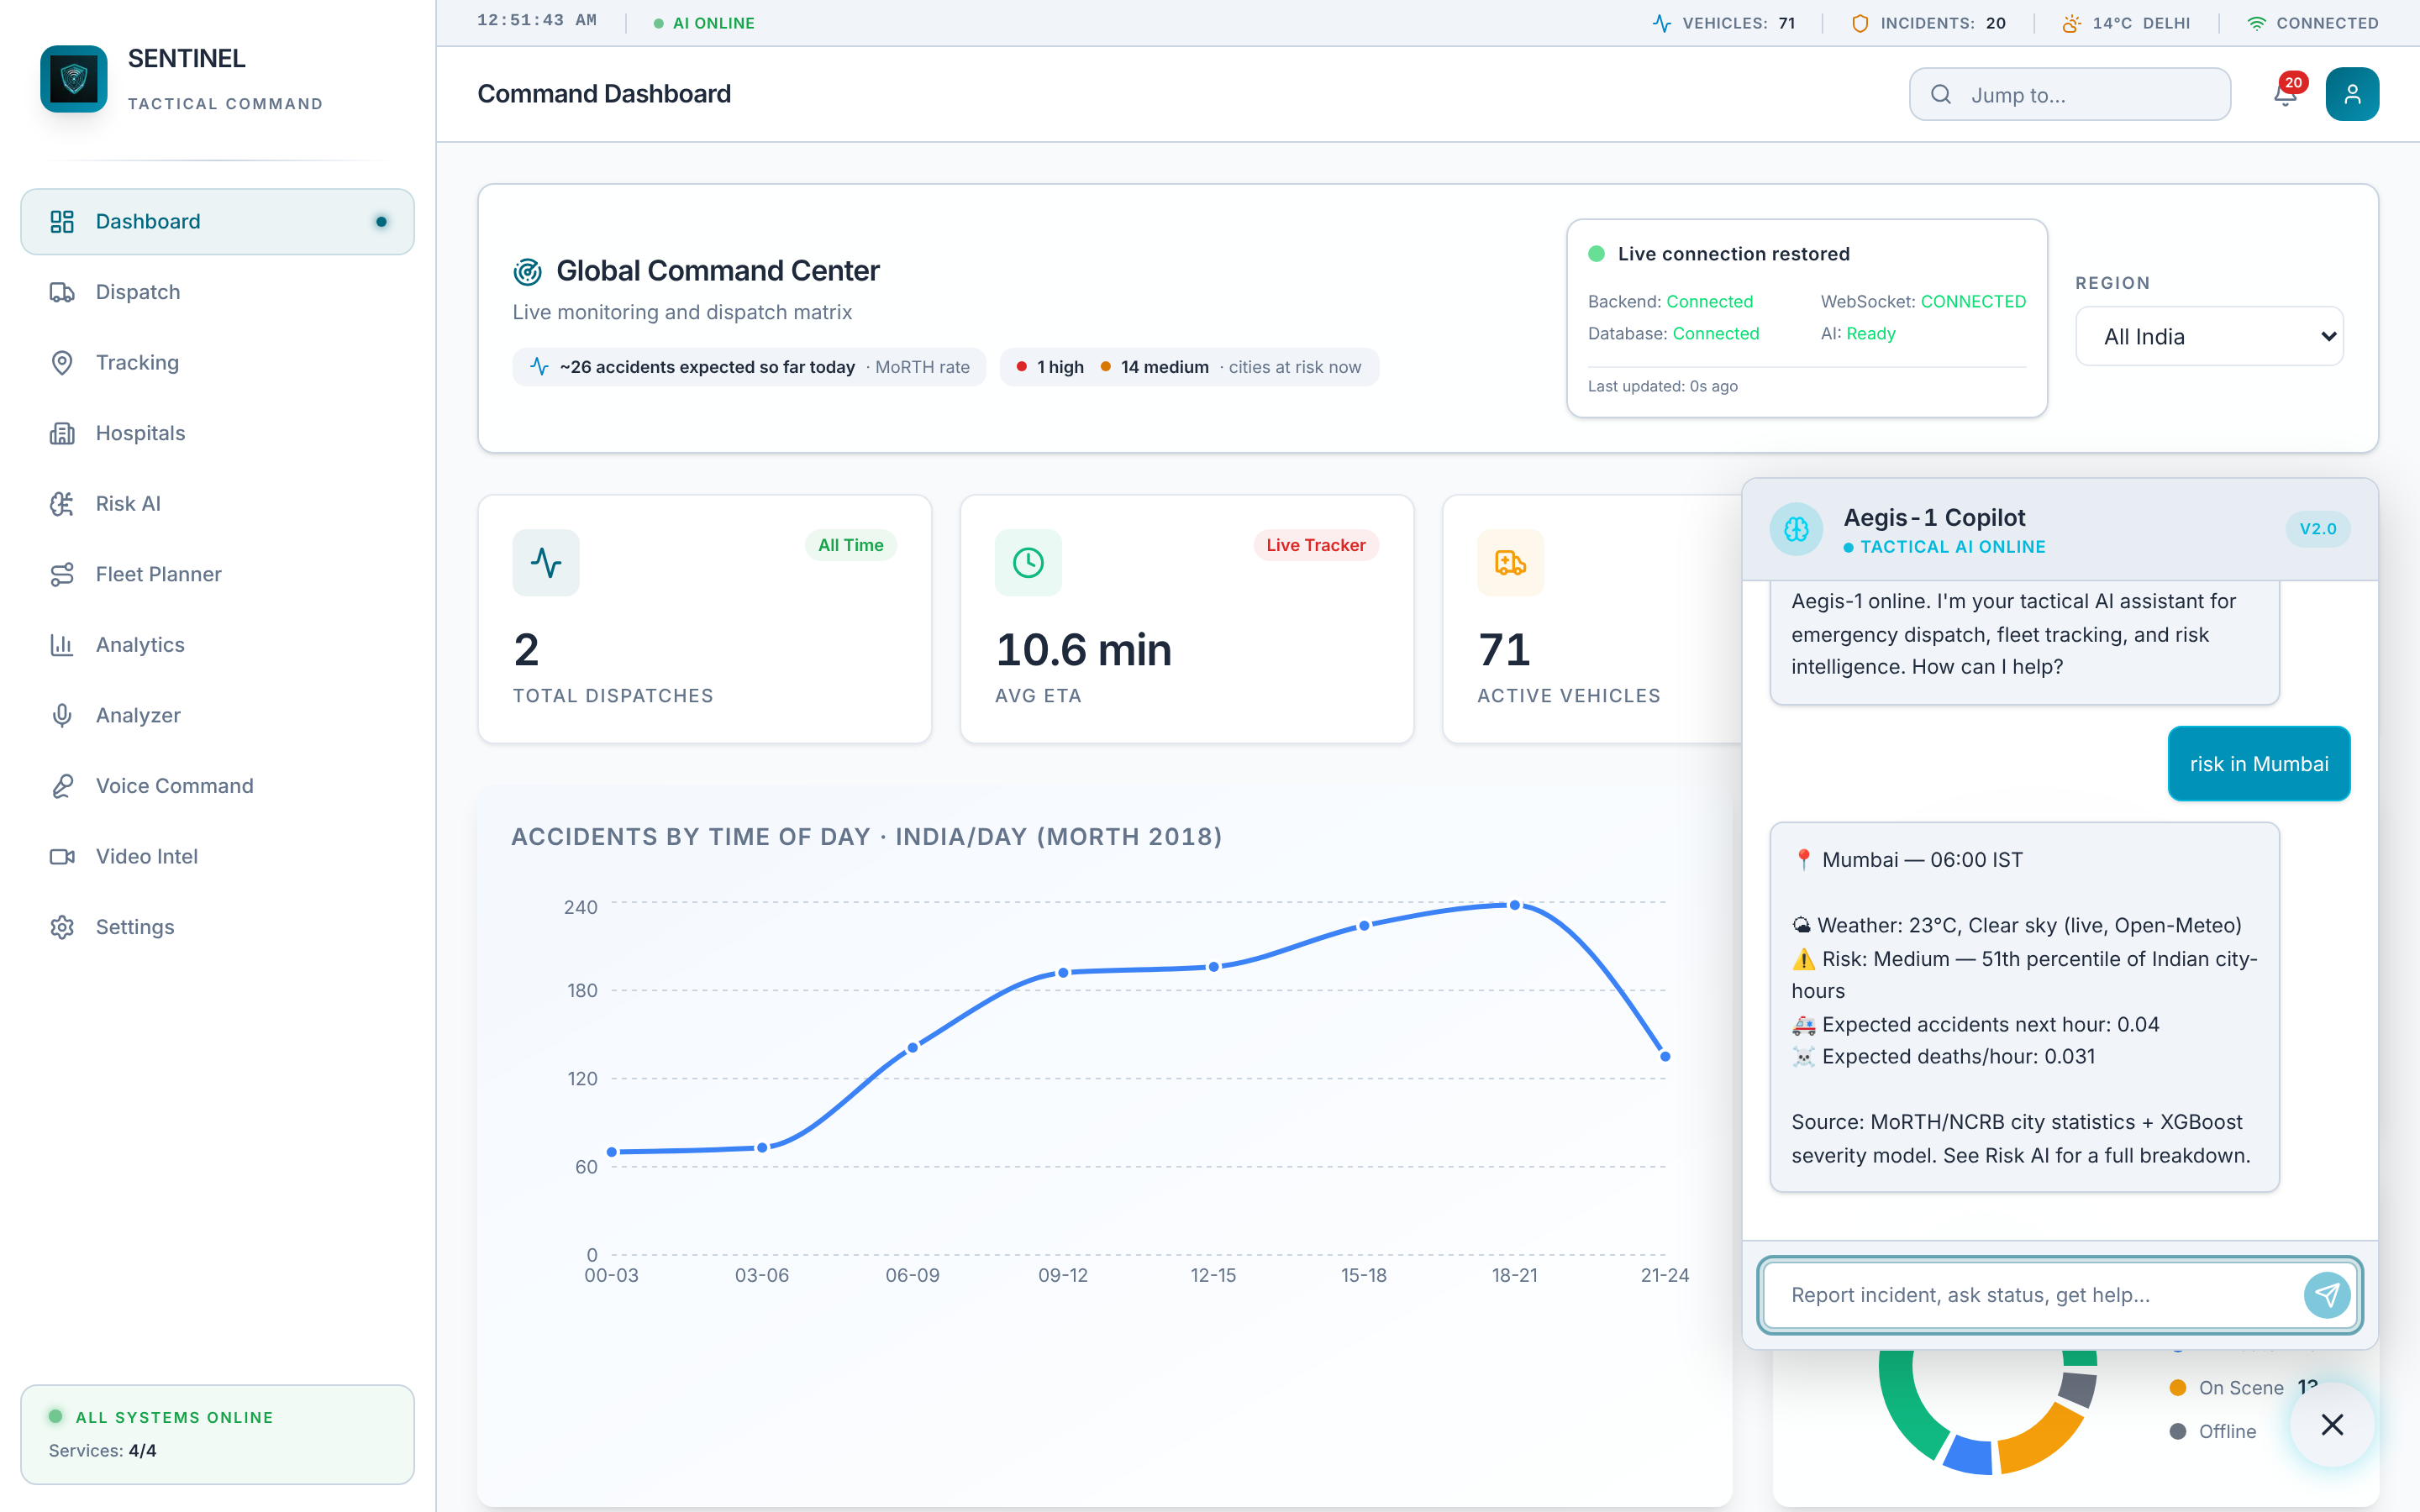 SENTINEL
TACTICAL COMMAND
Dashboard
Dispatch
Tracking
Hospitals
Risk AI
Fleet Planner
Analytics
Analyzer
Voice Command
Video Intel
Settings
ALL SYSTEMS ONLINE
Services: 4/4
12:51:43 AM
AI ONLINE
VEHICLES: 71
INCIDENTS: 20
14°C DELHI
CONNECTED
Command Dashboard
Jump to...
20
Global Command Center
Live monitoring and dispatch matrix
~26 accidents expected so far today · MoRTH rate
1 high 14 medium · cities at risk now
Live connection restored
Backend: Connected
WebSocket: CONNECTED
Database: Connected
AI: Ready
Last updated: 0s ago
REGION
All India
All Time
2
TOTAL DISPATCHES
Live Tracker
10.6 min
AVG ETA
71
ACTIVE VEHICLES
ACCIDENTS BY TIME OF DAY · INDIA/DAY (MORTH 2018)
240
180
120
60
0
00-03 03-06 06-09 09-12 12-15 15-18 18-21 21-24
Aegis-1 Copilot
TACTICAL AI ONLINE
V2.0
Aegis-1 online. I'm your tactical AI assistant for
emergency dispatch, fleet tracking, and risk
intelligence. How can I help?
risk in Mumbai
📍 Mumbai — 06:00 IST
🌤 Weather: 23°C, Clear sky (live, Open-Meteo)
⚠️ Risk: Medium — 51th percentile of Indian city-
hours
🚑 Expected accidents next hour: 0.04
☠️ Expected deaths/hour: 0.031
Source: MoRTH/NCRB city statistics + XGBoost
severity model. See Risk AI for a full breakdown.
Report incident, ask status, get help...
On Scene
Offline